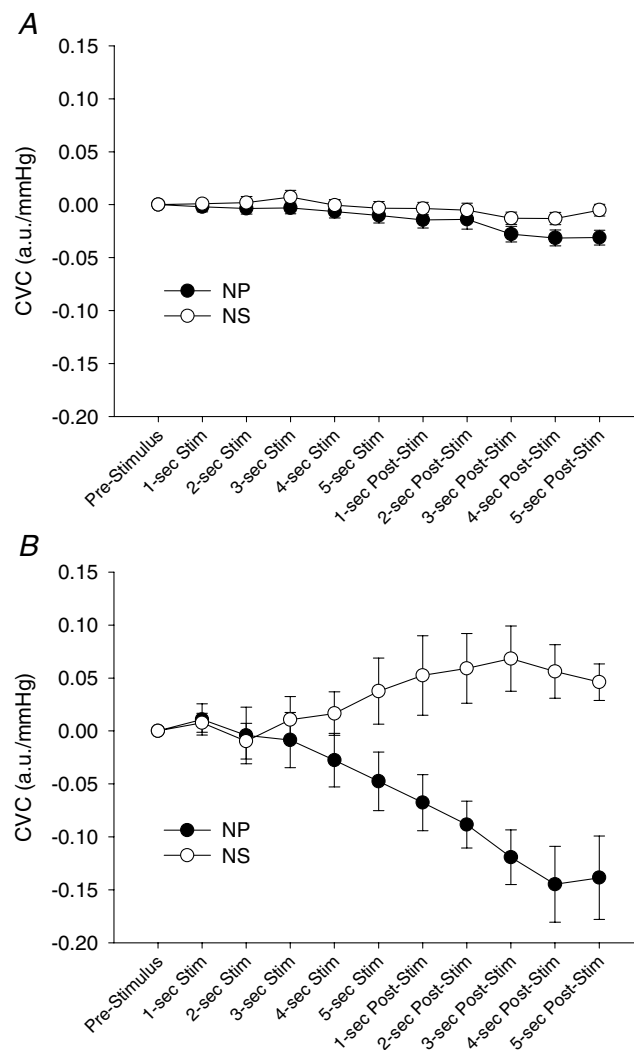 A
0.15
0.10
0.05
0.00
-0.05
-0.10
-0.15
-0.20
CVC (a.u./mmHg)
NP
NS
Pre-Stimulus
1-sec Stim
2-sec Stim
3-sec Stim
4-sec Stim
5-sec Stim
1-sec Post-Stim
2-sec Post-Stim
3-sec Post-Stim
4-sec Post-Stim
5-sec Post-Stim
B
0.15
0.10
0.05
0.00
-0.05
-0.10
-0.15
-0.20
CVC (a.u./mmHg)
NP
NS
Pre-Stimulus
1-sec Stim
2-sec Stim
3-sec Stim
4-sec Stim
5-sec Stim
1-sec Post-Stim
2-sec Post-Stim
3-sec Post-Stim
4-sec Post-Stim
5-sec Post-Stim